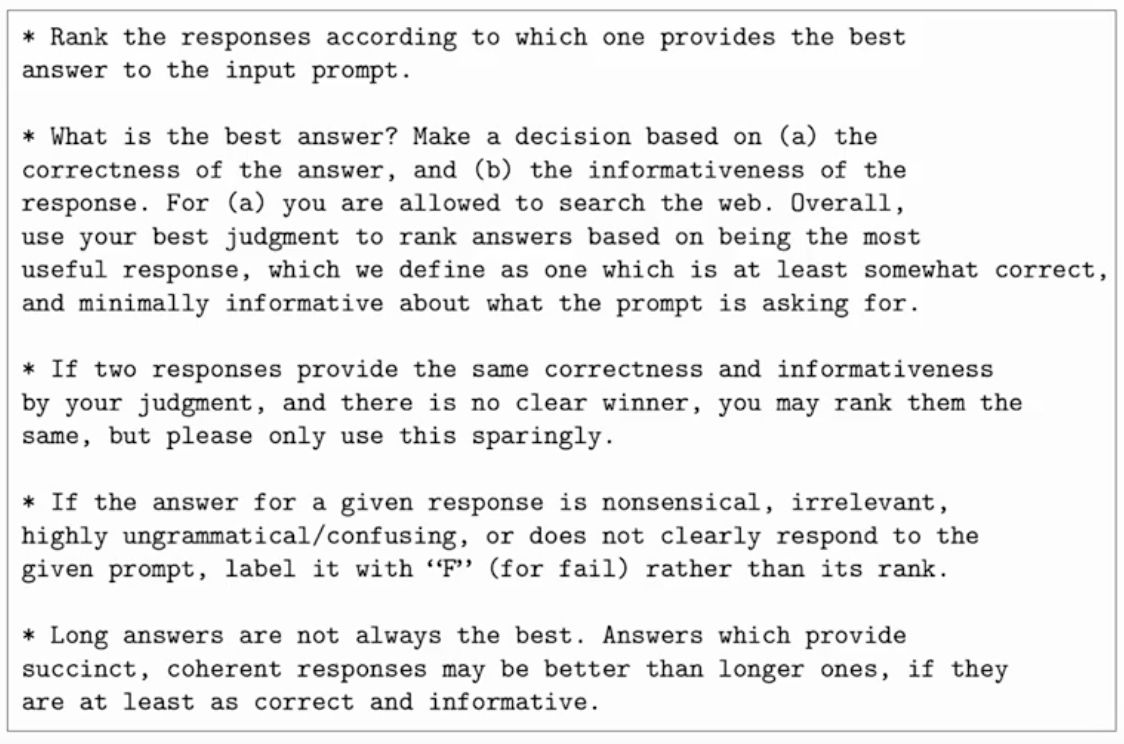 * Rank the responses according to which one provides the best
answer to the input prompt.
* What is the best answer? Make a decision based on (a) the
correctness of the answer, and (b) the informativeness of the
response. For (a) you are allowed to search the web. Overall,
use your best judgment to rank answers based on being the most
useful response, which we define as one which is at least somewhat correct,
and minimally informative about what the prompt is asking for.
* If two responses provide the same correctness and informativeness
by your judgment, and there is no clear winner, you may rank them the
same, but please only use this sparingly.
* If the answer for a given response is nonsensical, irrelevant,
highly ungrammatical/confusing, or does not clearly respond to the
given prompt, label it with “F” (for fail) rather than its rank.
* Long answers are not always the best. Answers which provide
succinct, coherent responses may be better than longer ones, if they
are at least as correct and informative.